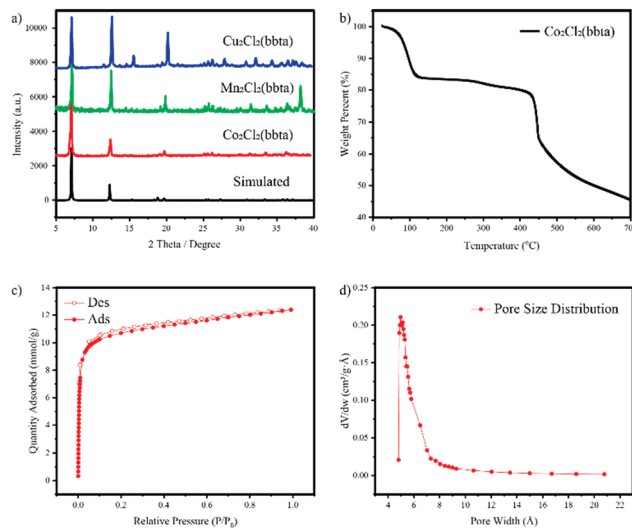 a)
Cu₂Cl₂(bbta)
Mn₂Cl₂(bbta)
Co₂Cl₂(bbta)
Simulated
Intensity (a.u.)
10000
8000
6000
4000
2000
0
5 10 15 20 25 30 35 40
2 Theta / Degree
b)
Co₂Cl₂(bbta)
Weight Percent (%)
100
90
80
70
60
50
40
0 100 200 300 400 500 600 700
Temperature (⁰C)
c)
Des
Ads
Quantity Adsorbed (mmol/g)
14
12
10
8
6
4
2
0
0.0 0.2 0.4 0.6 0.8 1.0
Relative Pressure (P/P₀)
d)
Pore Size Distribution
dV/dw (cm³/g·Å)
0.25
0.20
0.15
0.10
0.05
0.00
4 6 8 10 12 14 16 18 20 22
Pore Width (Å)